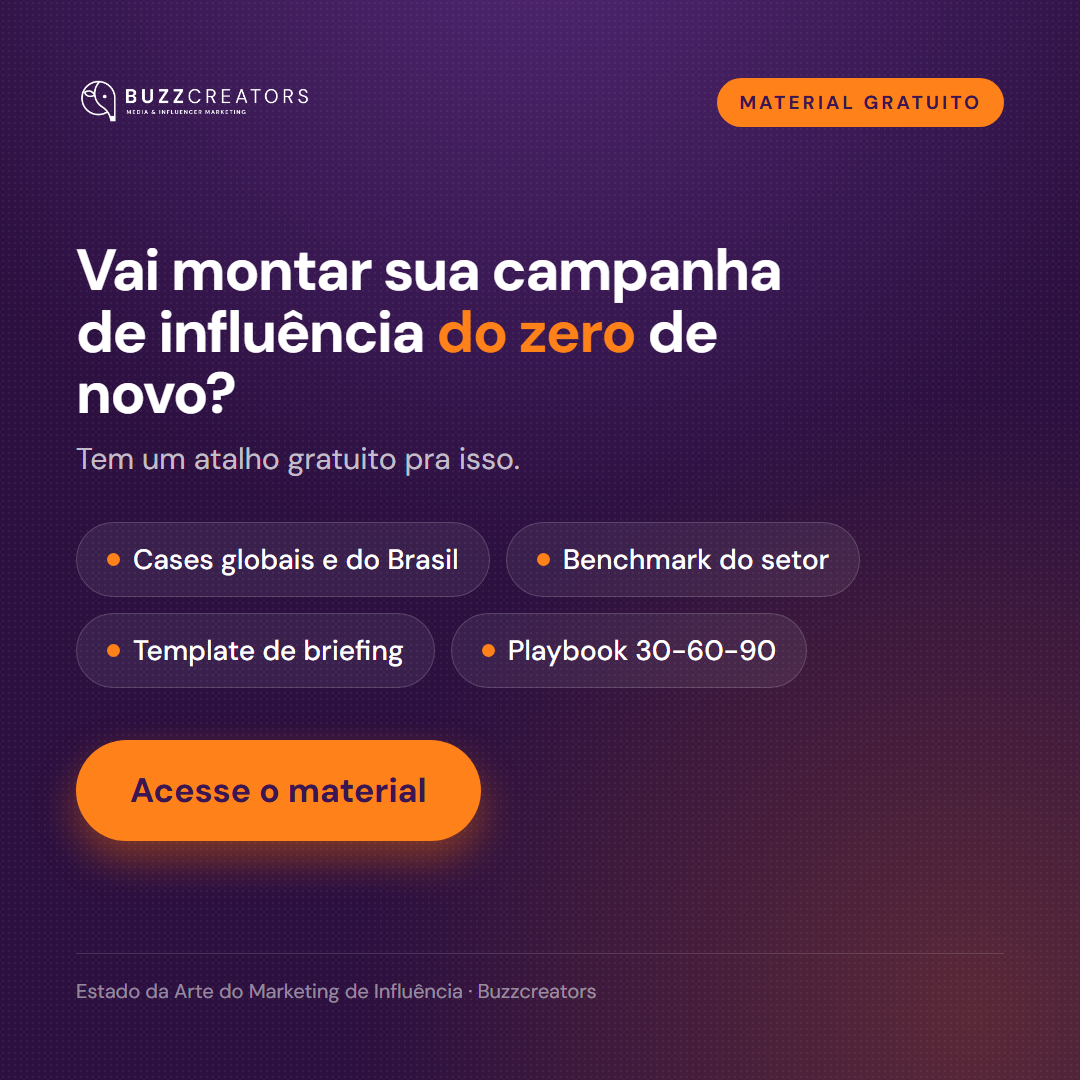 BUZZCREATORS
MEDIA & INFLUENCER MARKETING
MATERIAL GRATUITO
Vai montar sua campanha
de influência do zero de
novo?
Tem um atalho gratuito pra isso.
Cases globais e do Brasil
Benchmark do setor
Template de briefing
Playbook 30-60-90
Acesse o material
Estado da Arte do Marketing de Influência · Buzzcreators